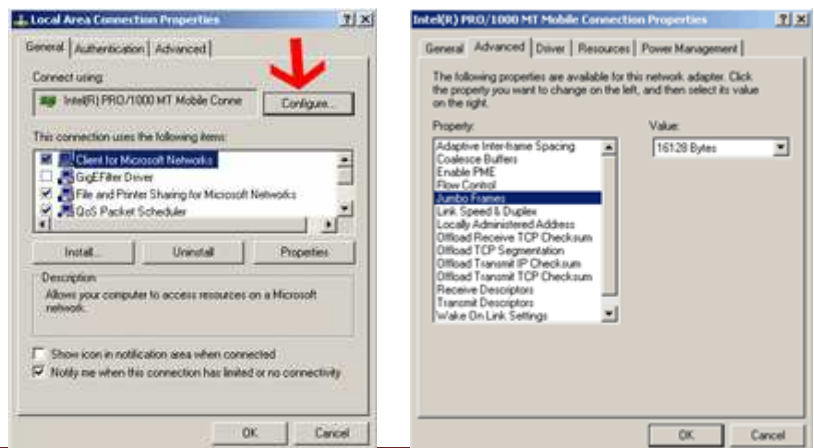 Local Area Connection Properties
General
Authentication
Advanced
Connect using:
Intel(R) PRO/1000 MT Mobile Conne
Configure...
This connection uses the following items:
Client for Microsoft Networks
GigEFilter Driver
File and Printer Sharing for Microsoft Networks
QoS Packet Scheduler
Install...
Uninstall
Properties
Description
Allows your computer to access resources on a Microsoft
network.
Show icon in notification area when connected
Notify me when this connection has limited or no connectivity
OK
Cancel
Intel(R) PRO/1000 MT Mobile Connection Properties
General
Advanced
Driver
Resources
Power Management
The following properties are available for this network adapter. Click
the property you want to change on the left, and then select its value
on the right.
Property:
Value:
Adaptive Inter-frame Spacing
Coalesce Buffers
Enable PME
Flow Control
Jumbo Frames
Link Speed & Duplex
Locally Administered Address
Offload Receive TCP Checksum
Offload TCP Segmentation
Offload Transmit IP Checksum
Offload Transmit TCP Checksum
Receive Descriptors
Transmit Descriptors
Wake On Link Settings
16128 Bytes
OK
Cancel